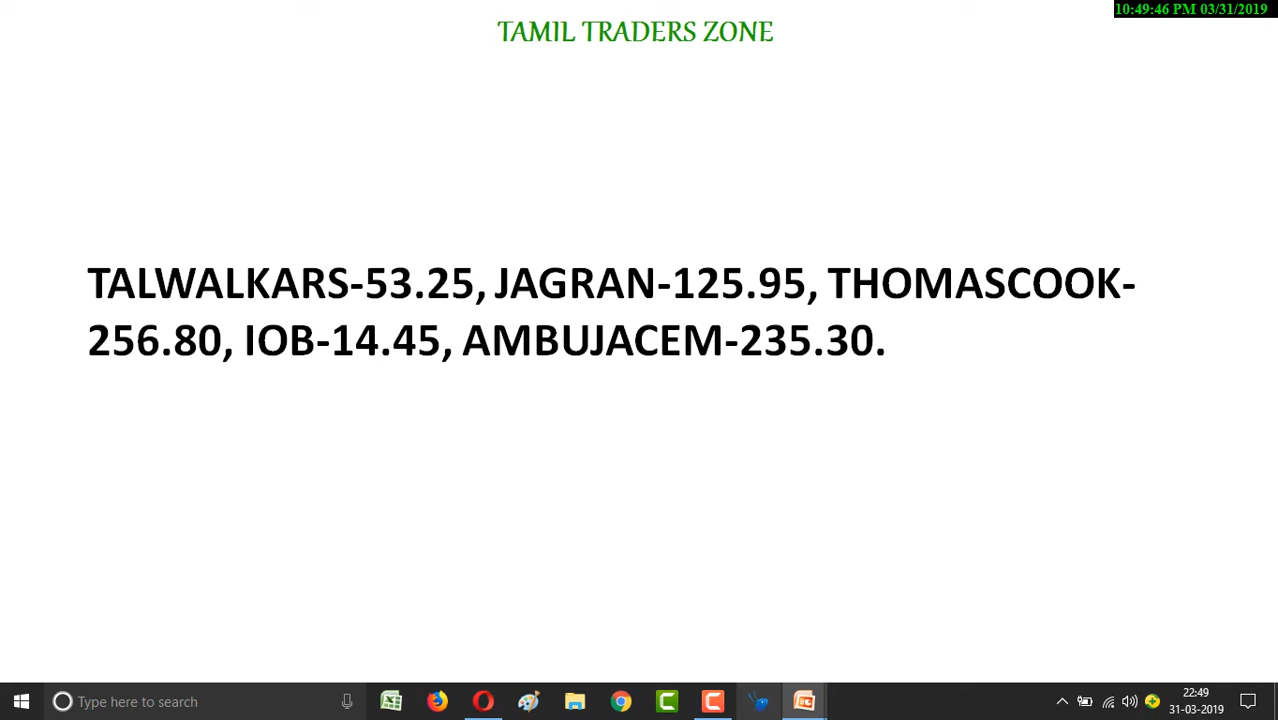 10:49:46 PM 03/31/2019
TAMIL TRADERS ZONE
TALWALKARS-53.25, JAGRAN-125.95, THOMASCOOK-
256.80, IOB-14.45, AMBUJACEM-235.30.
Type here to search
22:49
31-03-2019